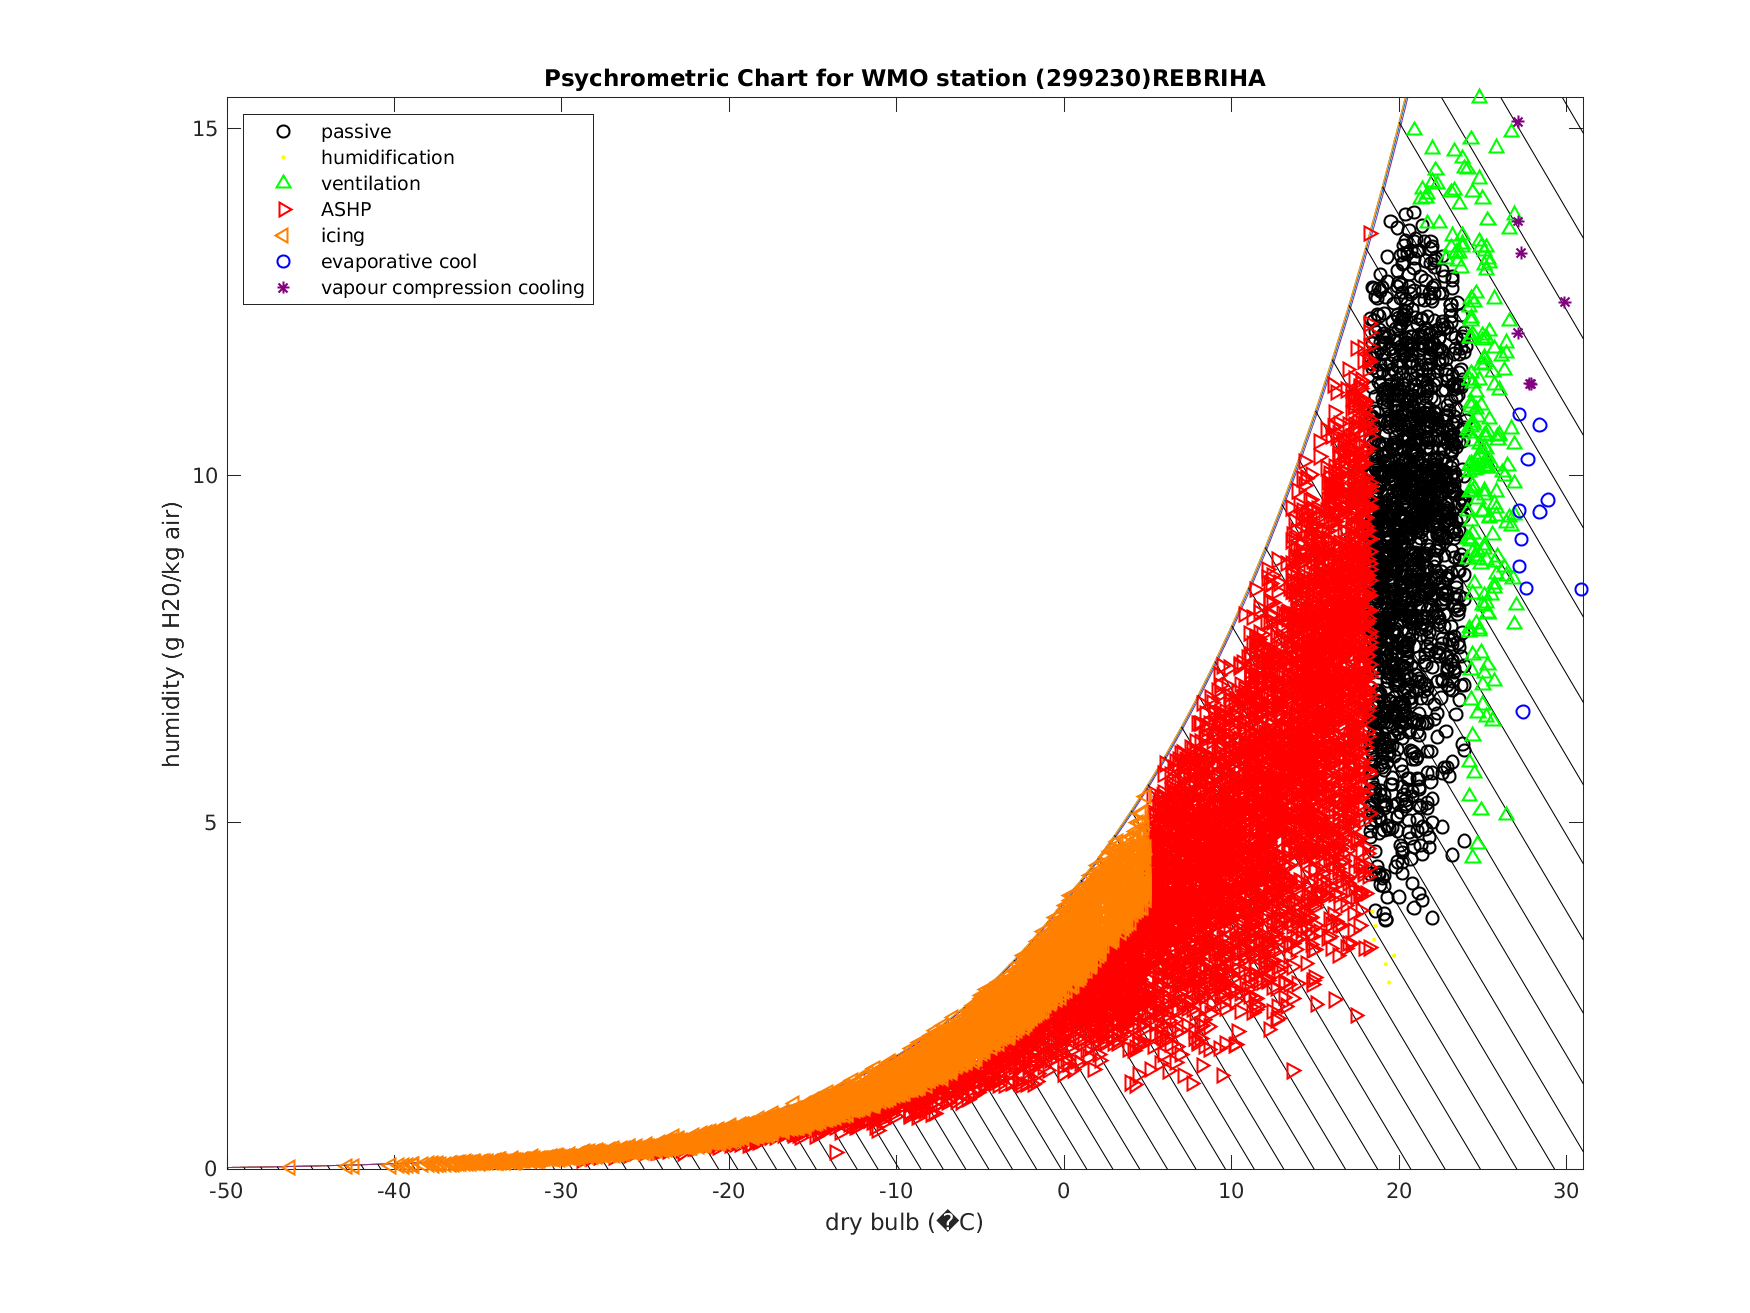 Psychrometric Chart for WMO station (299230)REBRIHA
passive
humidification
ventilation
ASHP
icing
evaporative cool
vapour compression cooling
humidity (g H20/kg air)
15
10
5
0
-50 -40 -30 -20 -10 0 10 20 30
dry bulb (�C)